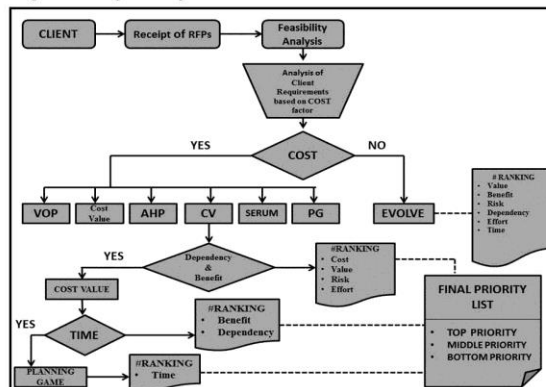 CLIENT
Receipt of RFPs
Feasibility
Analysis
Analysis of
Client
Requirements
based on COST
factor
YES
COST
NO
VOP
Cost
Value
AHP
CV
SERUM
PG
EVOLVE
# RANKING
• Value
• Benefit
• Risk
• Dependency
• Effort
• Time
YES
Dependency
&
Benefit
#RANKING
• Cost
• Value
• Risk
• Effort
COST VALUE
FINAL PRIORITY
LIST
• TOP PRIORITY
• MIDDLE PRIORITY
• BOTTOM PRIORITY
YES
TIME
#RANKING
• Benefit
• Dependency
PLANNING
GAME
#RANKING
• Time